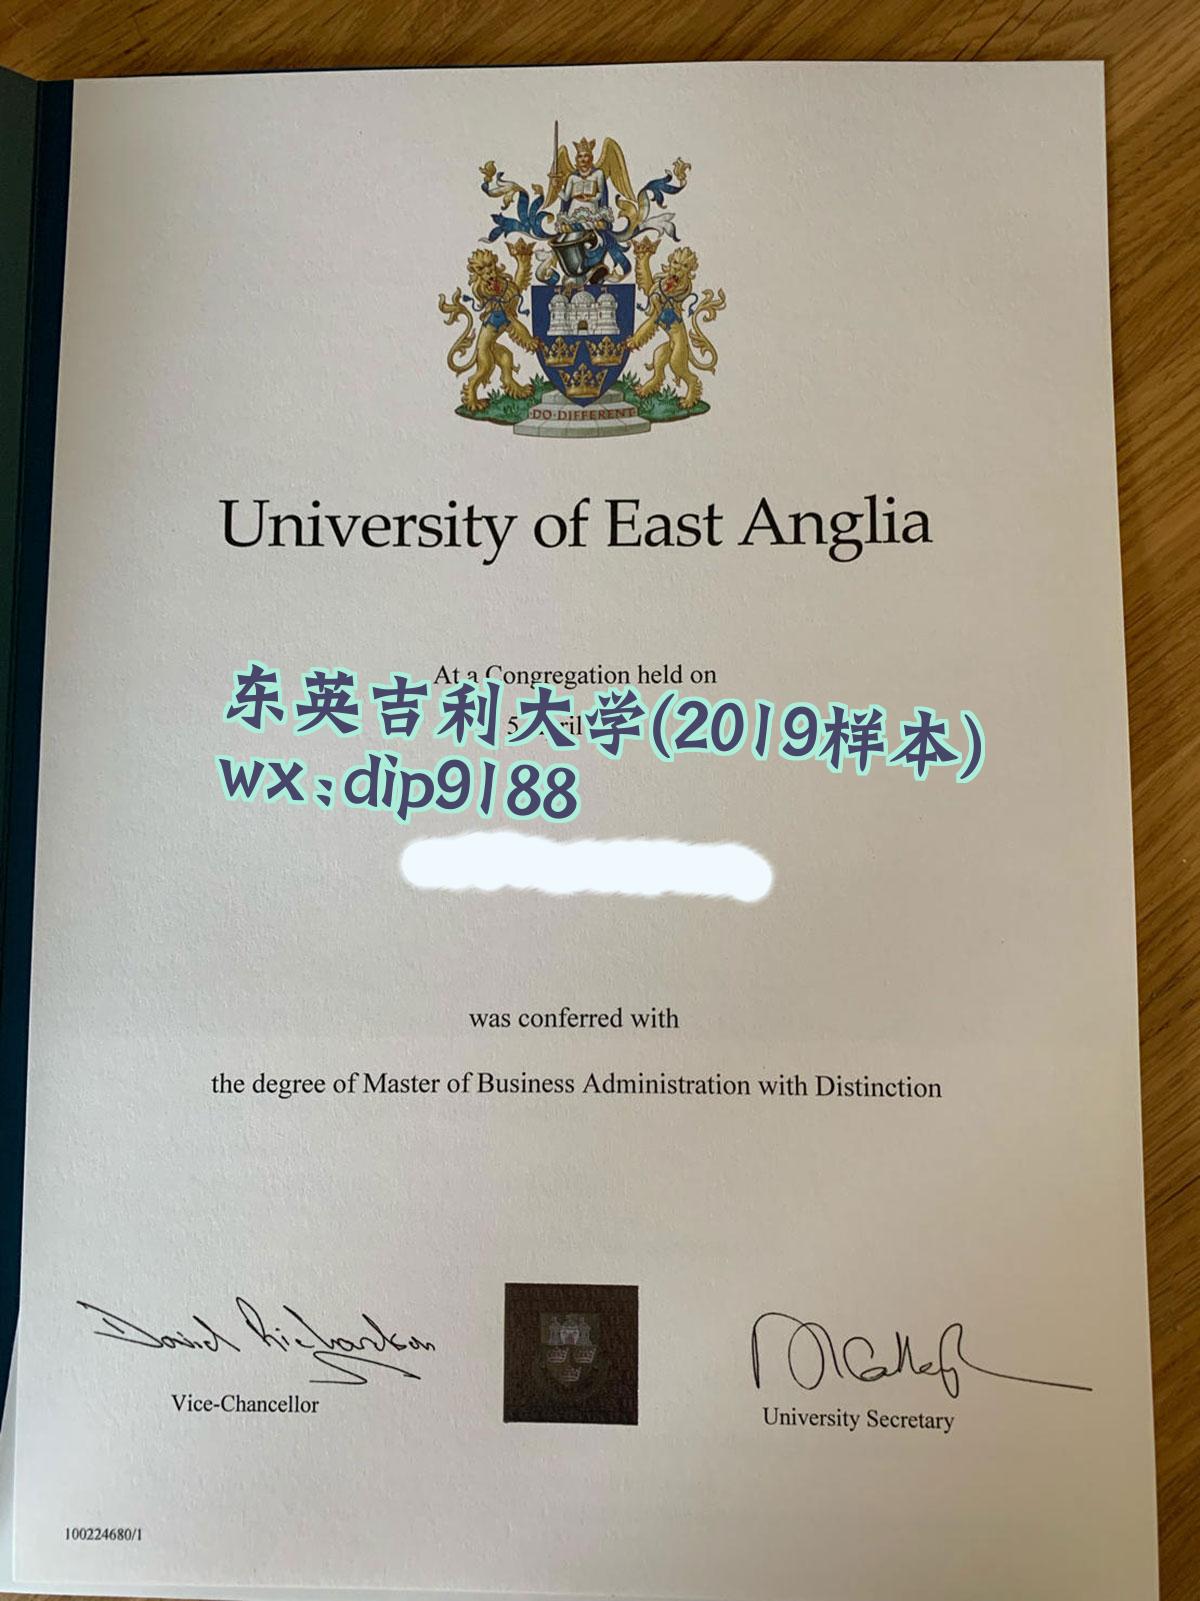 DO·DIFFERENT
University of East Anglia
At a Congregation held on
东英吉利大学(2019样本)
wx:dip9188
was conferred with
the degree of Master of Business Administration with Distinction
David Richardson
Vice-Chancellor
University Secretary
100224680/1